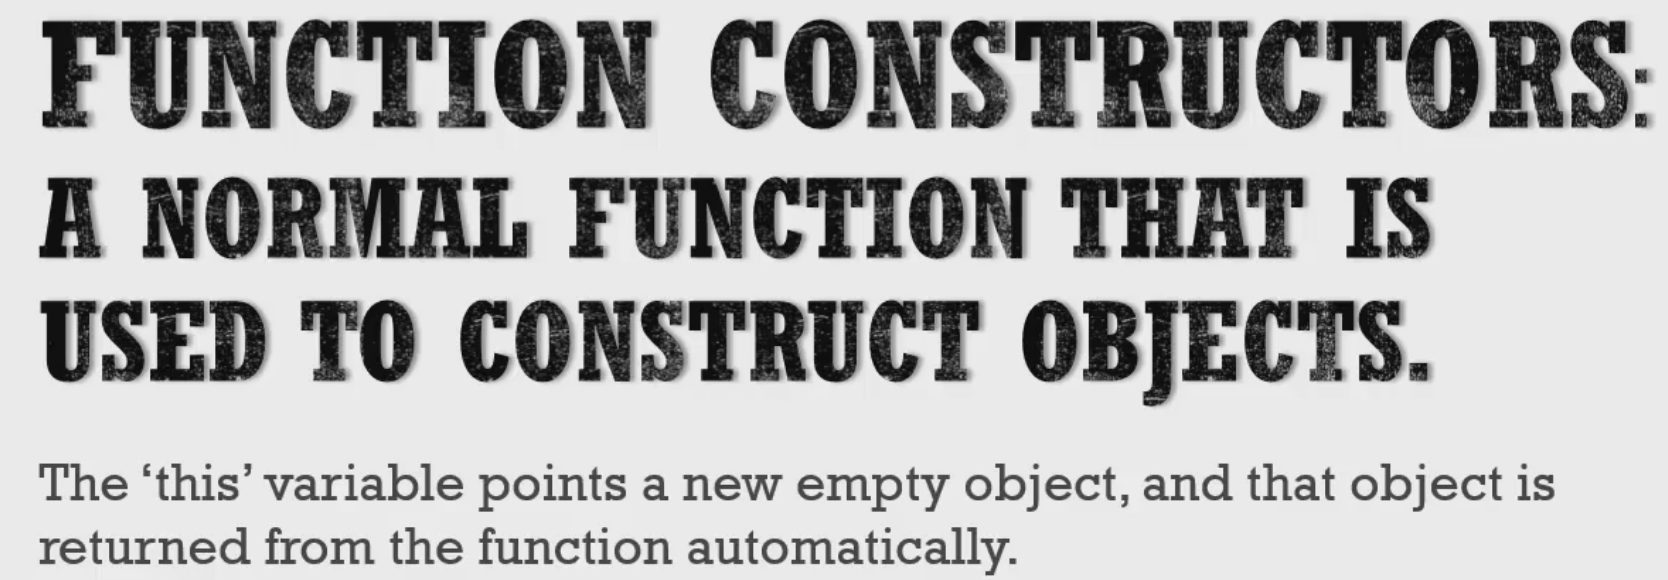 FUNCTION CONSTRUCTORS:
A NORMAL FUNCTION THAT IS
USED TO CONSTRUCT OBJECTS.
The ‘this’ variable points a new empty object, and that object is
returned from the function automatically.